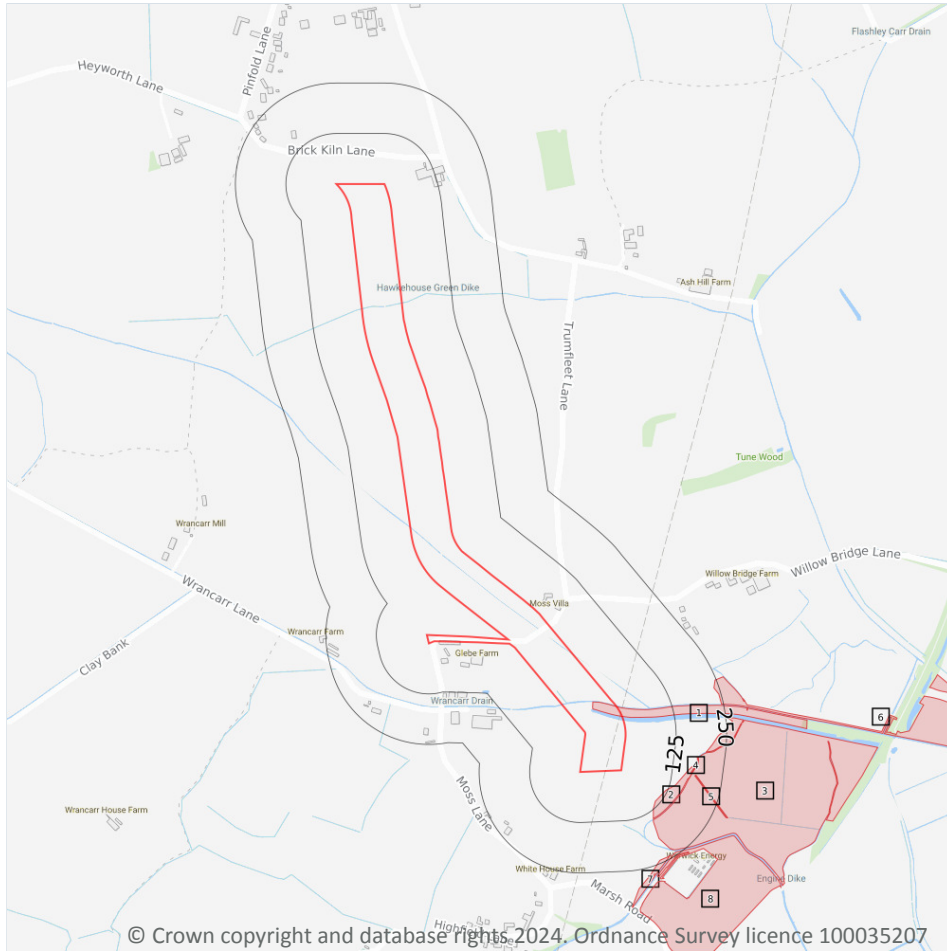 Flashley Carr Drain
Heyworth Lane
Pinfold Lane
Brick Kiln Lane
Hawkehouse Green Dike
Ash Hill Farm
Trumfleet Lane
Tune Wood
Wrancarr Mill
Willow Bridge Lane
Willow Bridge Farm
Wrancarr Lane
Moss Villa
Wrancarr Farm
Clay Bank
Glebe Farm
Wrancarr Drain
1
250
6
125
4
2
5
3
Moss Lane
Wrancarr House Farm
Warwick Energy
White House Farm
7
Engine Dike
Marsh Road
8
© Crown copyright and database rights 2024. Ordnance Survey licence 100035207